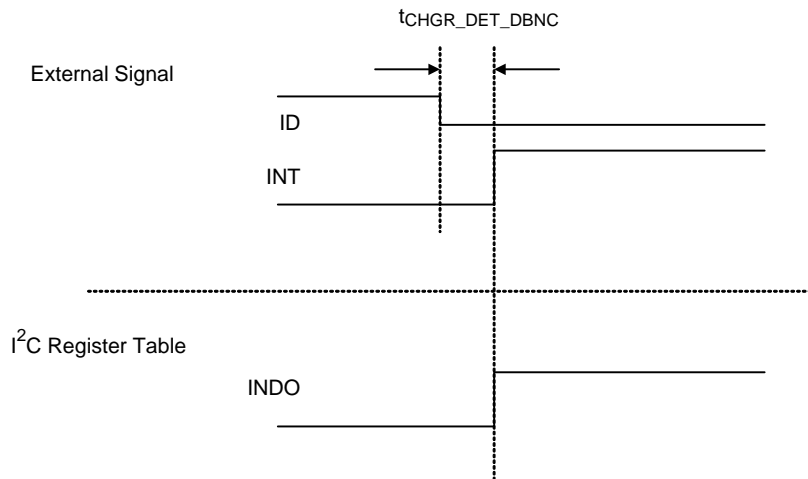 tCHGR_DET_DBNC
External Signal
ID
INT
I²C Register Table
INDO